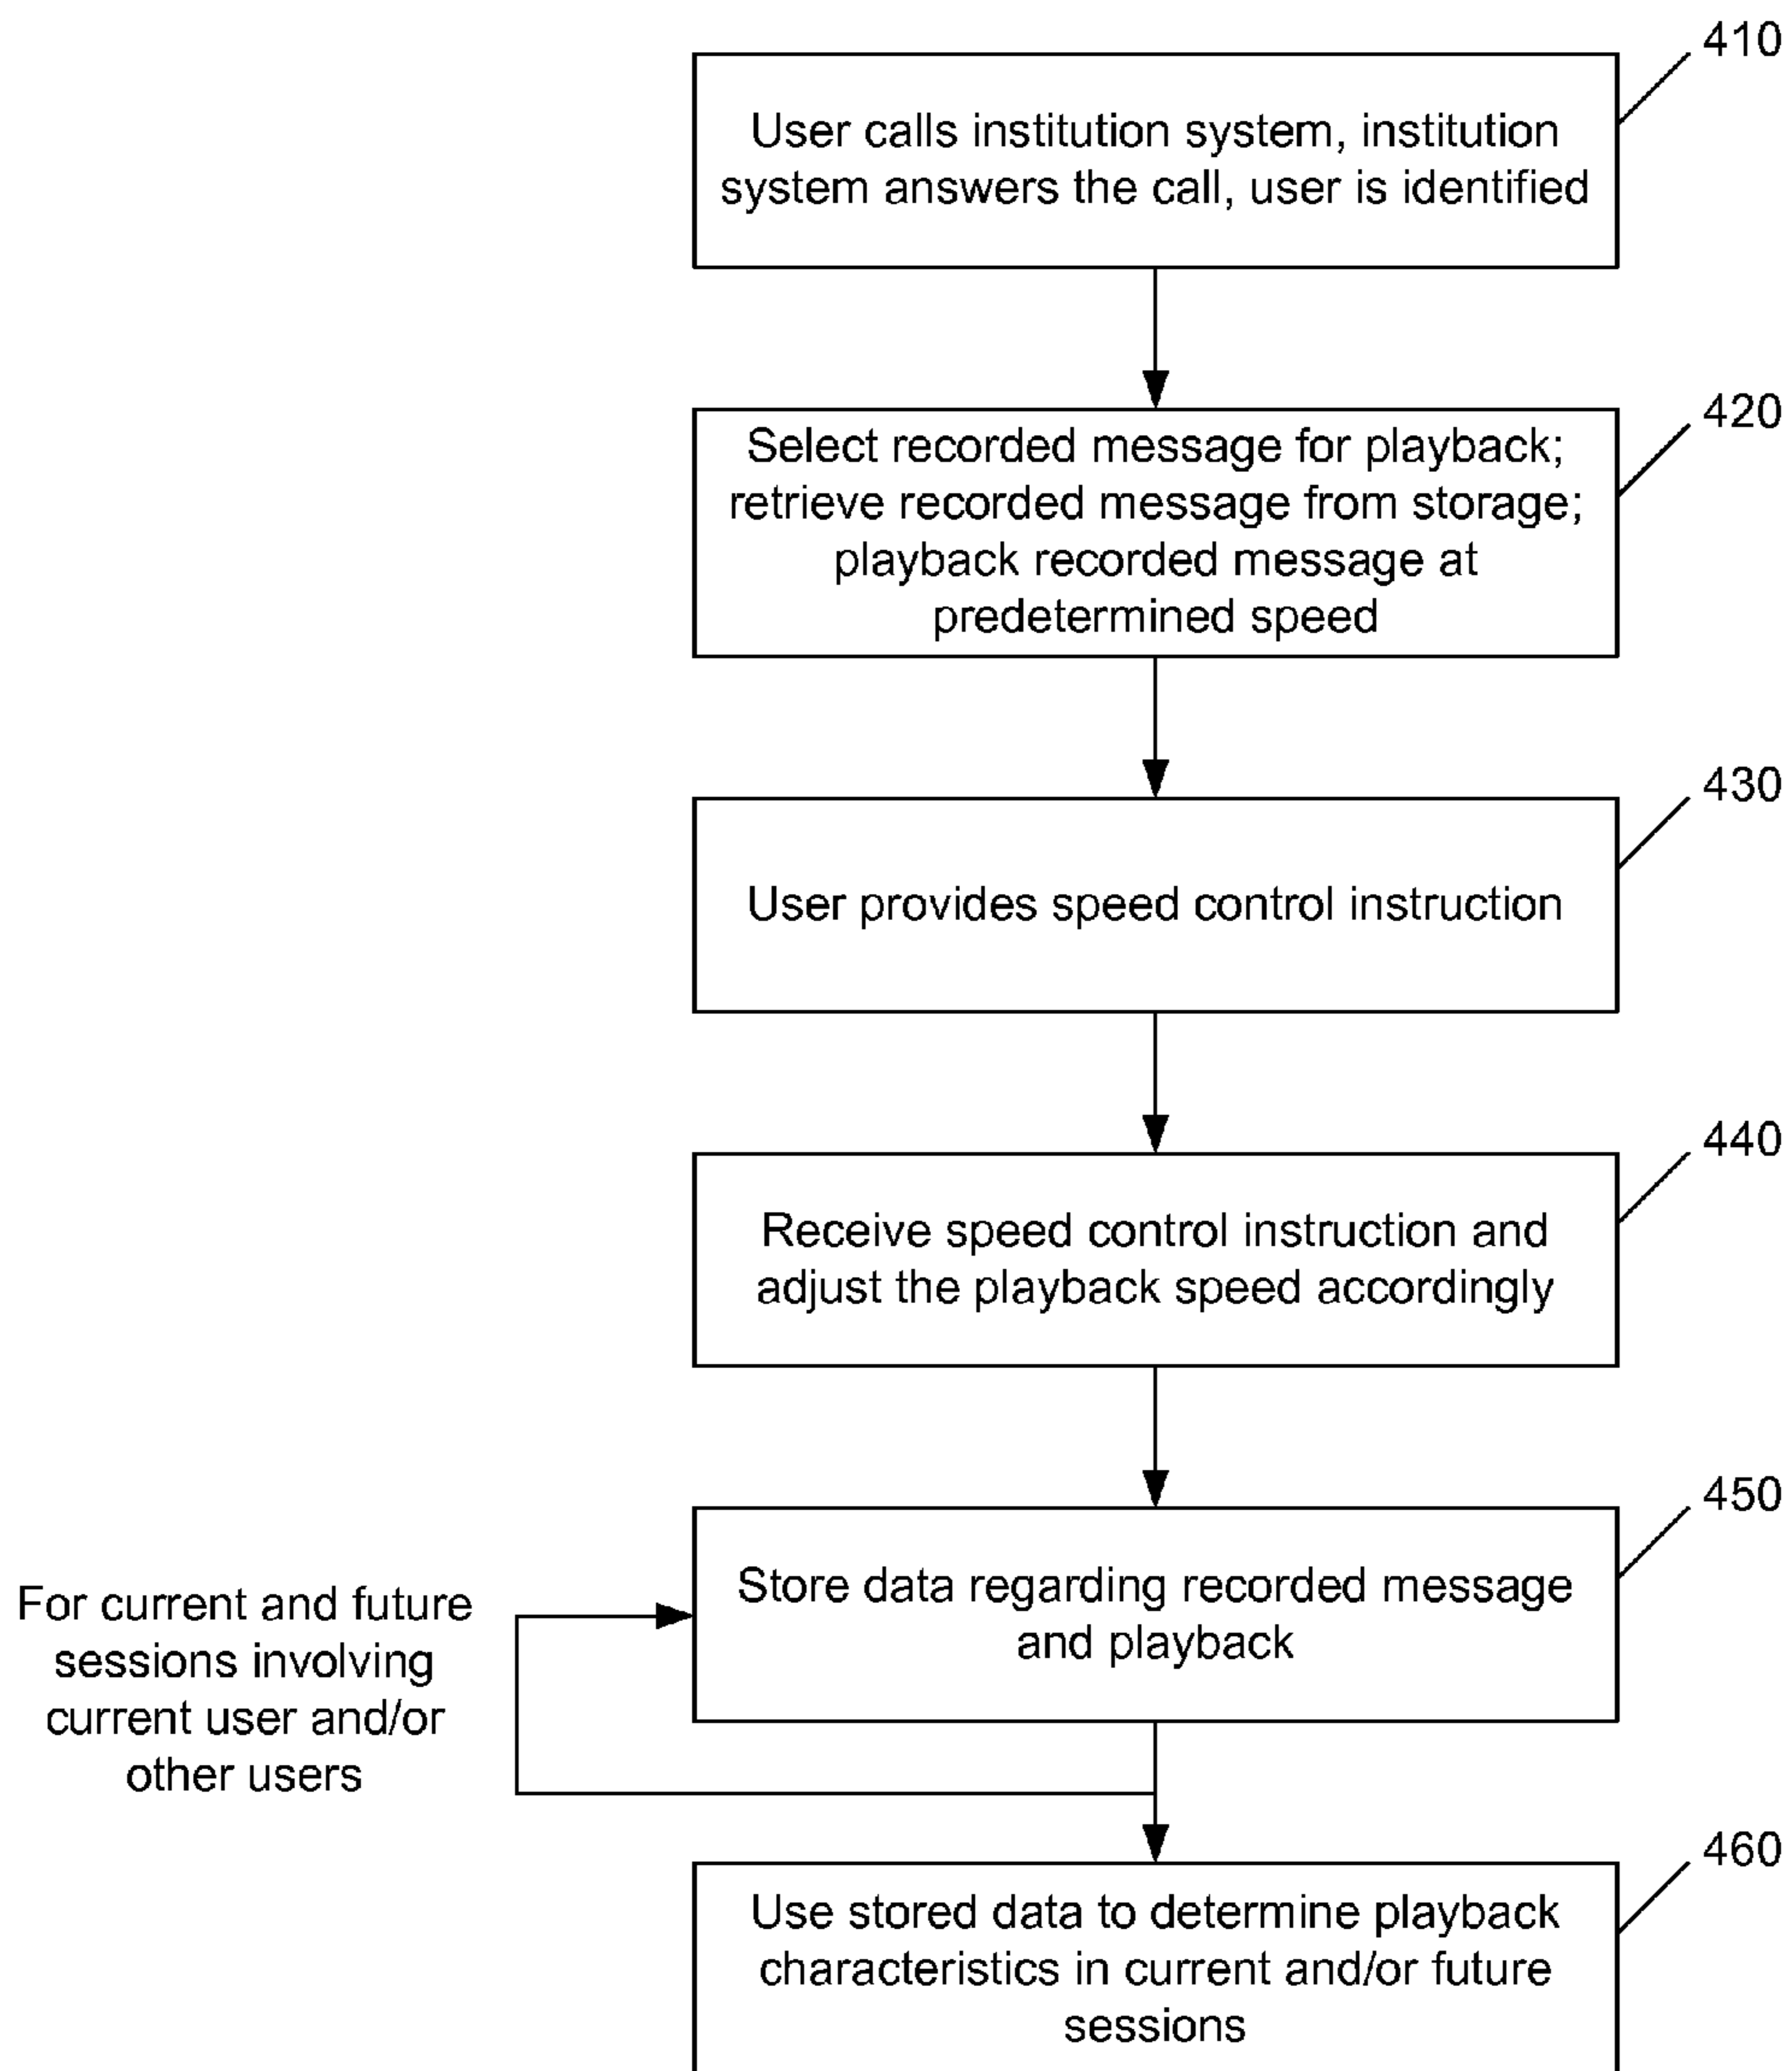 410
User calls institution system, institution
system answers the call, user is identified
420
Select recorded message for playback;
retrieve recorded message from storage;
playback recorded message at
predetermined speed
430
User provides speed control instruction
440
Receive speed control instruction and
adjust the playback speed accordingly
450
Store data regarding recorded message
and playback
For current and future
sessions involving
current user and/or
other users
460
Use stored data to determine playback
characteristics in current and/or future
sessions